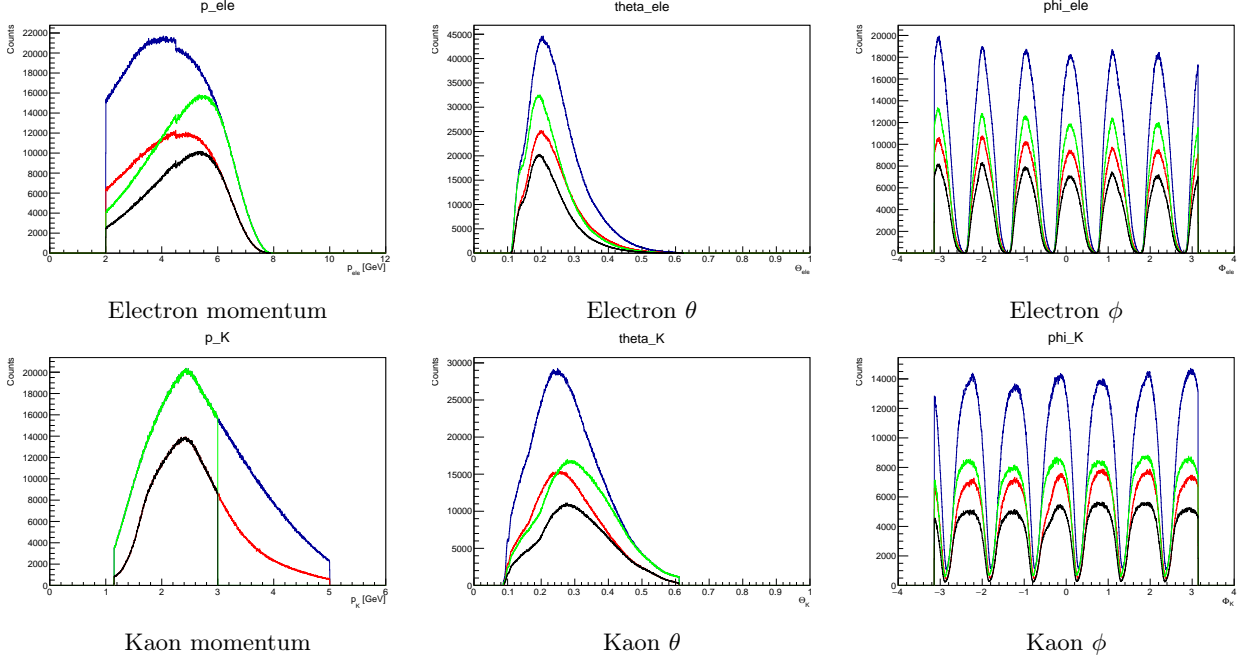 p_ele
Counts
22000
20000
18000
16000
14000
12000
10000
8000
6000
4000
2000
0
0 2 4 6 8 10 12
p_ele [GeV]
Electron momentum
theta_ele
Counts
45000
40000
35000
30000
25000
20000
15000
10000
5000
0
0 0.1 0.2 0.3 0.4 0.5 0.6 0.7 0.8 0.9 1
Θ_ele
Electron θ
phi_ele
Counts
20000
18000
16000
14000
12000
10000
8000
6000
4000
2000
0
−4 −3 −2 −1 0 1 2 3 4
Φ_ele
Electron ϕ
p_K
Counts
20000
18000
16000
14000
12000
10000
8000
6000
4000
2000
0
0 1 2 3 4 5 6
p_K [GeV]
Kaon momentum
theta_K
Counts
30000
25000
20000
15000
10000
5000
0
0 0.1 0.2 0.3 0.4 0.5 0.6 0.7 0.8 0.9 1
Θ_K
Kaon θ
phi_K
Counts
14000
12000
10000
8000
6000
4000
2000
0
−4 −3 −2 −1 0 1 2 3 4
Φ_K
Kaon ϕ